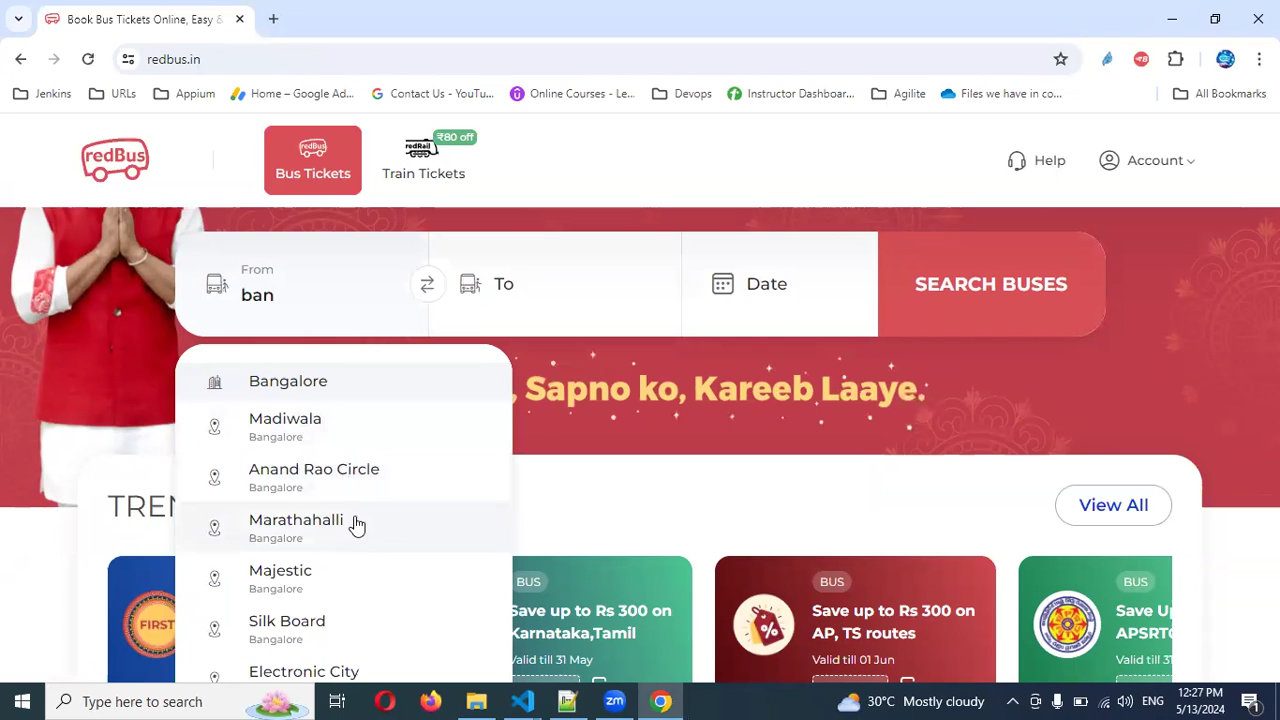 Book Bus Tickets Online, Easy &
redbus.in
Jenkins
URLs
Appium
Home – Google Ad...
Contact Us - YouTu...
Online Courses - Le...
Devops
Instructor Dashboar...
Agilite
Files we have in co...
All Bookmarks
redBus
redBus
Bus Tickets
redRail
₹80 off
Train Tickets
Help
Account
From
ban
To
Date
SEARCH BUSES
, Sapno ko, Kareeb Laaye.
Bangalore
Madiwala
Bangalore
Anand Rao Circle
Bangalore
Marathahalli
Bangalore
Majestic
Bangalore
Silk Board
Bangalore
Electronic City
TREN
View All
FIRST
BUS
Save up to Rs 300 on
Karnataka,Tamil
Valid till 31 May
BUS
Save up to Rs 300 on
AP, TS routes
Valid till 01 Jun
BUS
Save U
APSRTC
Valid till
Type here to search
zm
30°C Mostly cloudy
ENG
12:27 PM
5/13/2024
1